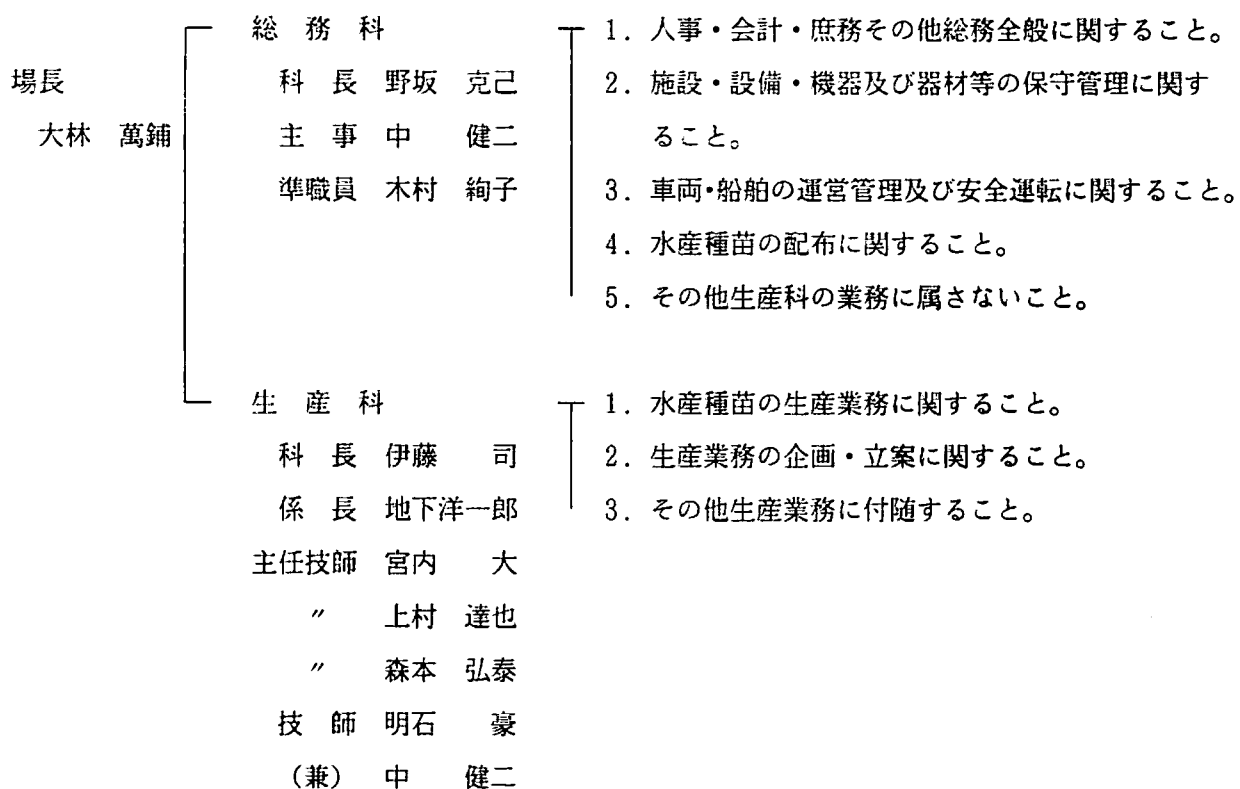 場長
大林 萬鋪
総務科
科長 野坂 克己
主事 中 健二
準職員 木村 絢子
1. 人事・会計・庶務その他総務全般に関すること。
2. 施設・設備・機器及び器材等の保守管理に関す
ること。
3. 車両・船舶の運営管理及び安全運転に関すること。
4. 水産種苗の配布に関すること。
5. その他生産科の業務に属さないこと。
生産科
科長 伊藤 司
係長 地下洋一郎
主任技師 宮内 大
〃 上村 達也
〃 森本 弘泰
技師 明石 豪
(兼) 中 健二
1. 水産種苗の生産業務に関すること。
2. 生産業務の企画・立案に関すること。
3. その他生産業務に付随すること。